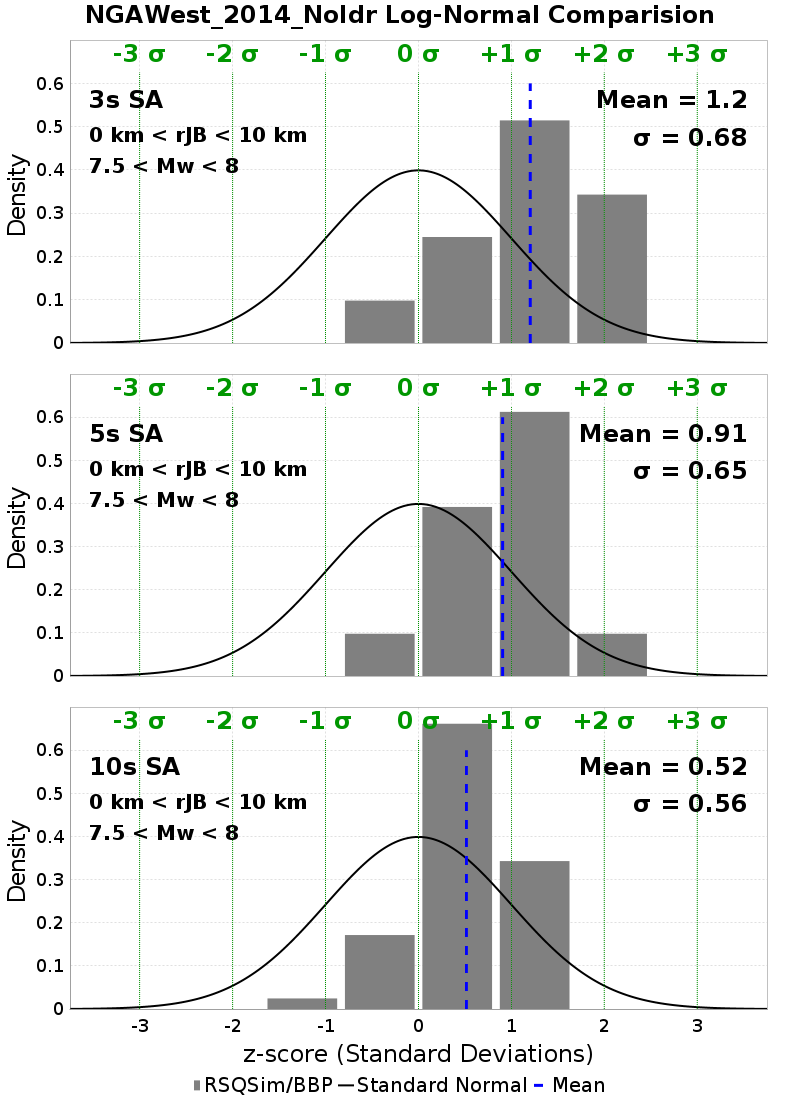 NGAWest_2014_NoIdr Log-Normal Comparision
-3 σ -2 σ -1 σ 0 σ +1 σ +2 σ +3 σ
3s SA
0 km < rJB < 10 km
7.5 < Mw < 8
Mean = 1.2
σ = 0.68
Density
0.6
0.5
0.4
0.3
0.2
0.1
0
-3 σ -2 σ -1 σ 0 σ +1 σ +2 σ +3 σ
5s SA
0 km < rJB < 10 km
7.5 < Mw < 8
Mean = 0.91
σ = 0.65
Density
0.6
0.5
0.4
0.3
0.2
0.1
0
-3 σ -2 σ -1 σ 0 σ +1 σ +2 σ +3 σ
10s SA
0 km < rJB < 10 km
7.5 < Mw < 8
Mean = 0.52
σ = 0.56
Density
0.6
0.5
0.4
0.3
0.2
0.1
0
-3 -2 -1 0 1 2 3
z-score (Standard Deviations)
RSQSim/BBP Standard Normal Mean